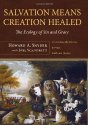 SALVATION MEANS
CREATION HEALED
The Ecology of Sin and Grace
HOWARD A. SNYDER
WITH JOEL SCANDRETT